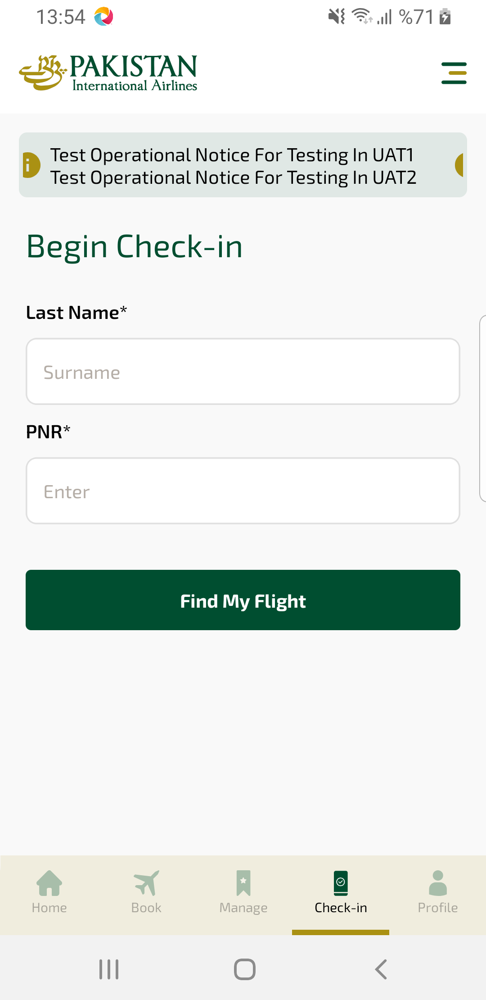 13:54 %71
PAKISTAN
International Airlines
Test Operational Notice For Testing In UAT1
Test Operational Notice For Testing In UAT2
Begin Check-in
Last Name*
Surname
PNR*
Enter
Find My Flight
Home Book Manage Check-in Profile